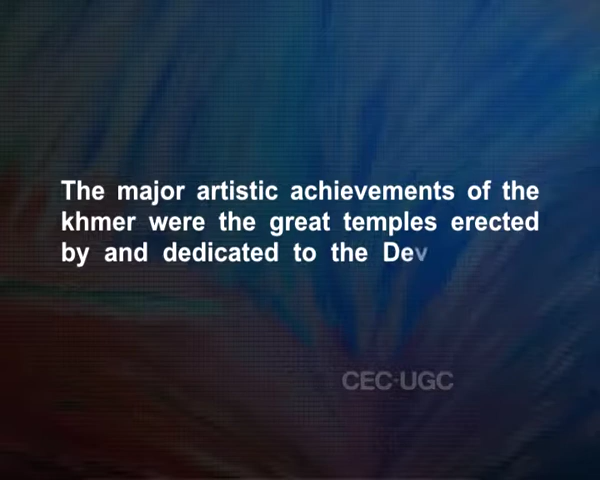 The major artistic achievements of the
khmer were the great temples erected
by and dedicated to the Dev
CEC-UGC